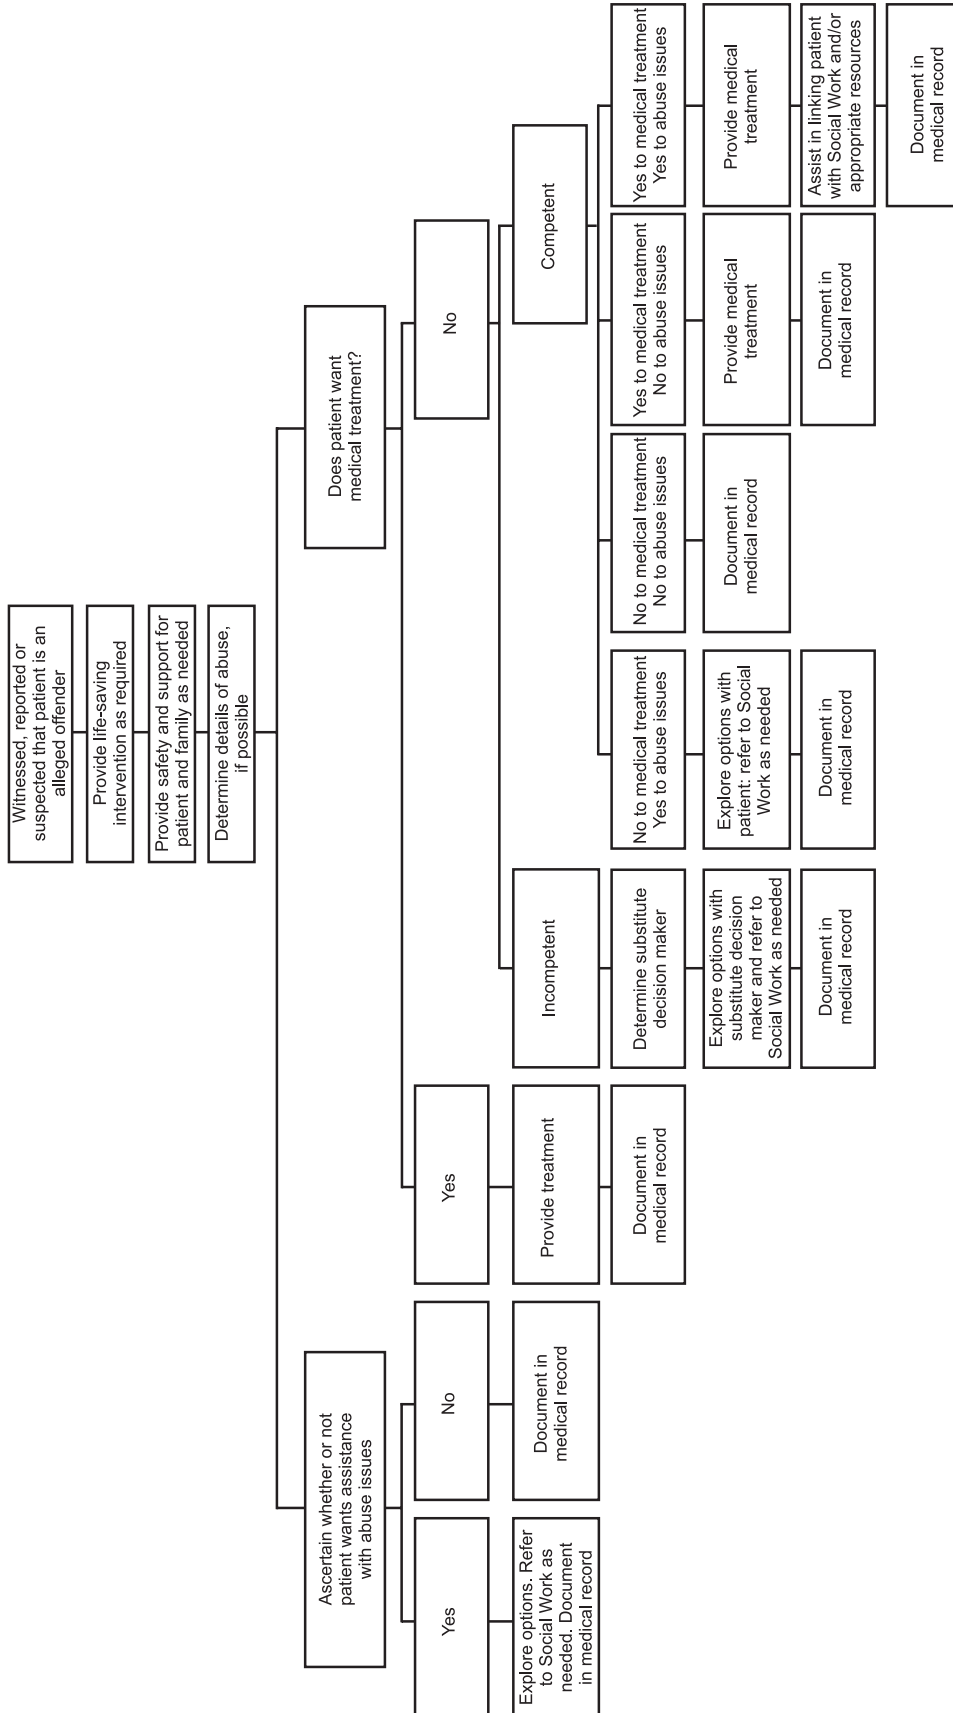 Witnessed, reported or
suspected that patient is an
alleged offender
Provide life-saving
intervention as required
Provide safety and support for
patient and family as needed
Determine details of abuse,
if possible
Ascertain whether or not
patient wants assistance
with abuse issues
Does patient want
medical treatment?
Yes
No
Yes
No
Explore options. Refer
to Social Work as
needed. Document
in medical record
Document in
medical record
Provide treatment
Incompetent
Competent
Document in
medical record
Determine substitute
decision maker
No to medical treatment
Yes to abuse issues
No to medical treatment
No to abuse issues
Yes to medical treatment
No to abuse issues
Yes to medical treatment
Yes to abuse issues
Explore options with
substitute decision
maker and refer to
Social Work as needed
Explore options with
patient: refer to Social
Work as needed
Document in
medical record
Provide medical
treatment
Provide medical
treatment
Document in
medical record
Document in
medical record
Document in
medical record
Assist in linking patient
with Social Work and/or
appropriate resources
Document in
medical record